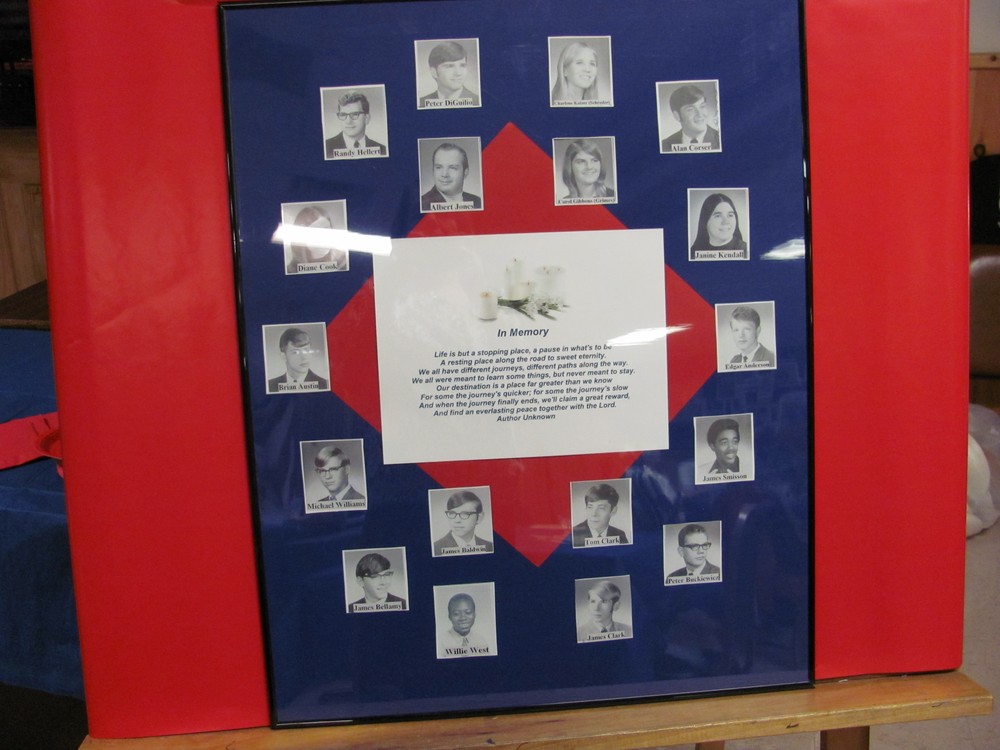 Peter DiGuilio
Charlene Kaiser (Schrenker)
Randy Hellert
Alan Corser
Albert Jones
Carol Gibbons (Grimes)
Diane Cook
Janine Kendall
In Memory
Life is but a stopping place, a pause in what's to be
A resting place along the road to sweet eternity.
We all have different journeys, different paths along the way.
We all were meant to learn some things, but never meant to stay.
Our destination is a place far greater than we know
For some the journey's quicker; for some the journey's slow
And when the journey finally ends, we'll claim a great reward,
And find an everlasting peace together with the Lord.
Author Unknown
Brian Austin
Edgar Anderson
Michael Williams
James Smisson
James Baldwin
Tom Clark
James Bellamy
Peter Backiewicz
Willie West
James Clark